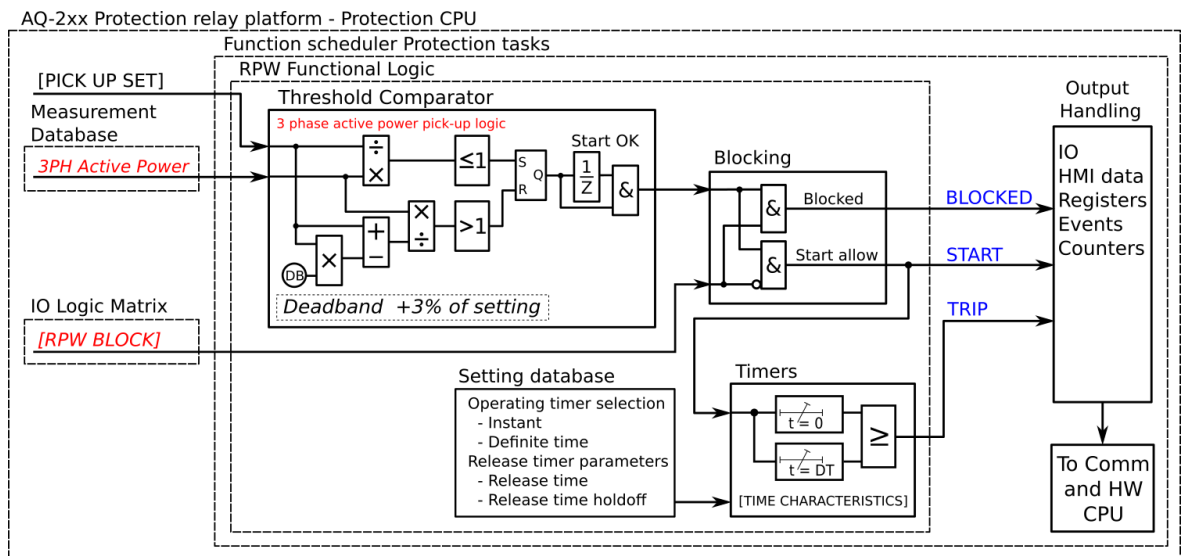 AQ-2xx Protection relay platform - Protection CPU
Function scheduler Protection tasks
RPW Functional Logic
[PICK UP SET]
Measurement
Database
3PH Active Power
Threshold Comparator
3 phase active power pick-up logic
÷
×
≤1
S
Q
R
Start OK
1
Z
&
×
÷
>1
+
−
×
DB
Deadband +3% of setting
IO Logic Matrix
[RPW BLOCK]
Blocking
&
Blocked
&
Start allow
BLOCKED
START
TRIP
Output
Handling
IO
HMI data
Registers
Events
Counters
Setting database
Operating timer selection
- Instant
- Definite time
Release timer parameters
- Release time
- Release time holdoff
Timers
t = 0
t = DT
≥
[TIME CHARACTERISTICS]
To Comm
and HW
CPU